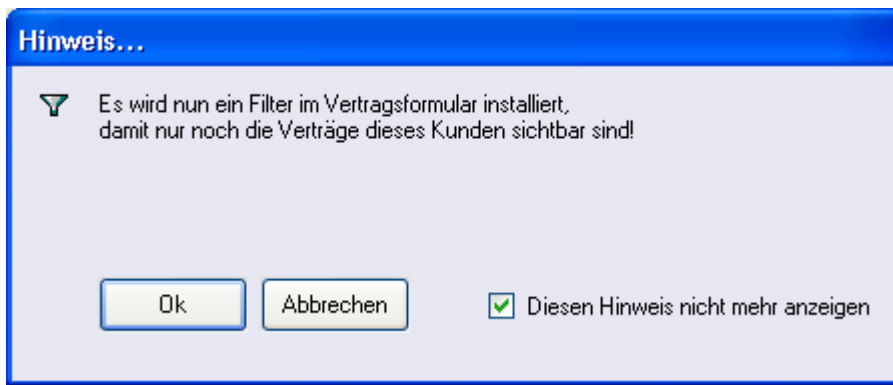 Hinweis...
Es wird nun ein Filter im Vertragsformular installiert,
damit nur noch die Verträge dieses Kunden sichtbar sind!
Ok
Abbrechen
Diesen Hinweis nicht mehr anzeigen